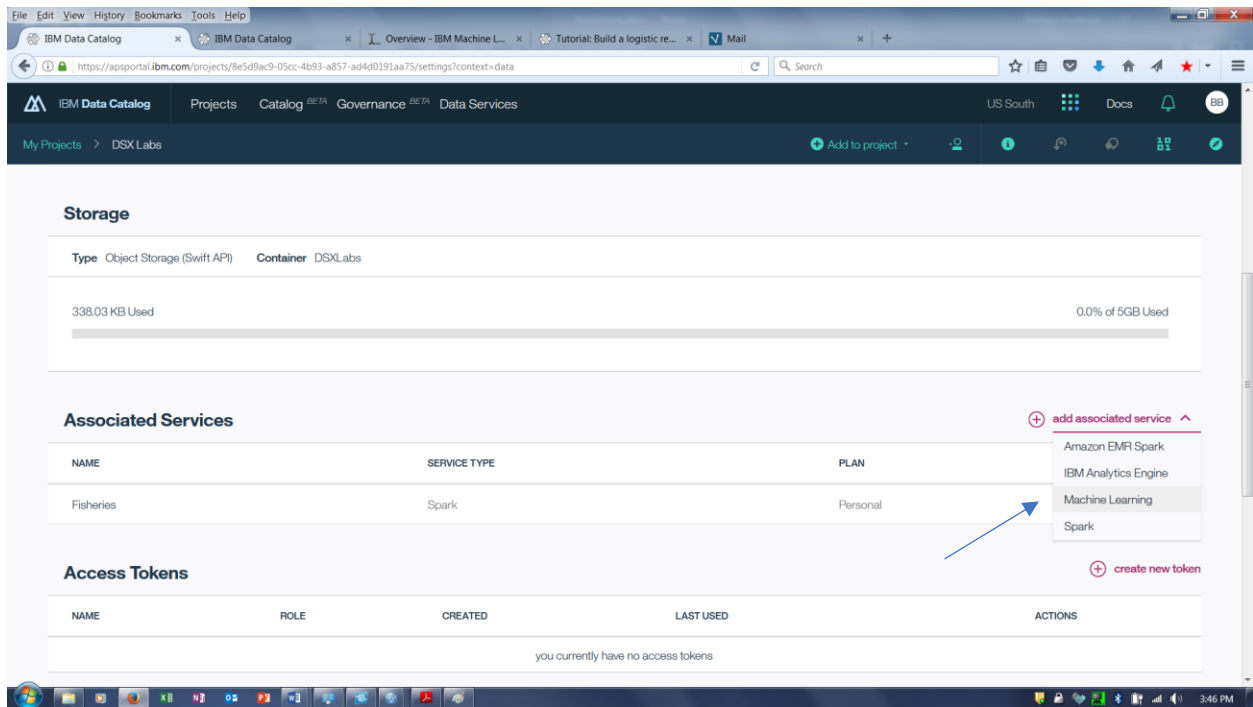 File Edit View History Bookmarks Tools Help
IBM Data Catalog × IBM Data Catalog × Overview - IBM Machine L... × Tutorial: Build a logistic re... × Mail × +
https://apsportal.ibm.com/projects/8e5d9ac9-05cc-4b93-a857-ad4d0191aa75/settings?context=data Search
IBM Data Catalog Projects Catalog BETA Governance BETA Data Services US South Docs BB
My Projects > DSX Labs Add to project
Storage
Type Object Storage (Swift API) Container DSXLabs
338.03 KB Used 0.0% of 5GB Used
Associated Services add associated service
Amazon EMR Spark
NAME SERVICE TYPE PLAN
IBM Analytics Engine
Machine Learning
Fisheries Spark Personal
Spark
Access Tokens create new token
NAME ROLE CREATED LAST USED ACTIONS
you currently have no access tokens
3:46 PM